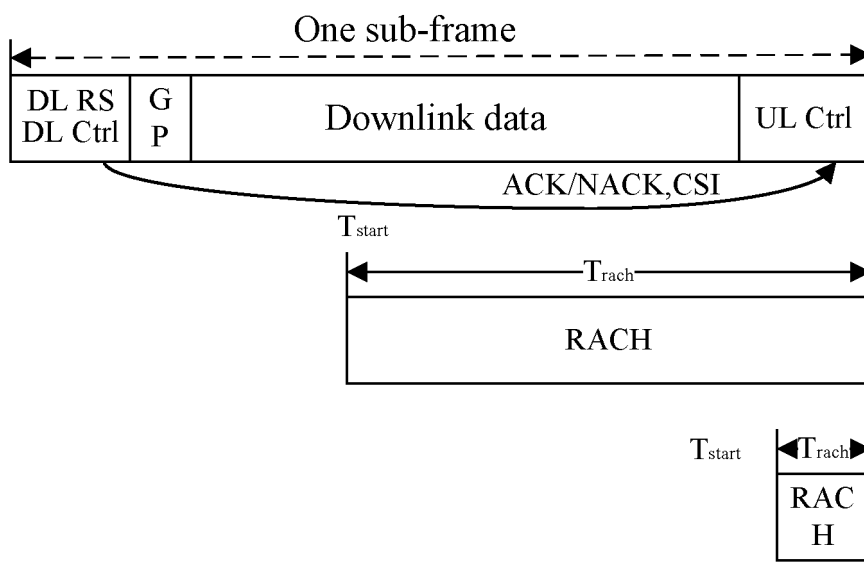 One sub-frame
DL RS
DL Ctrl
G
P
Downlink data
UL Ctrl
ACK/NACK,CSI
Tstart
Trach
RACH
Tstart
Trach
RAC
H